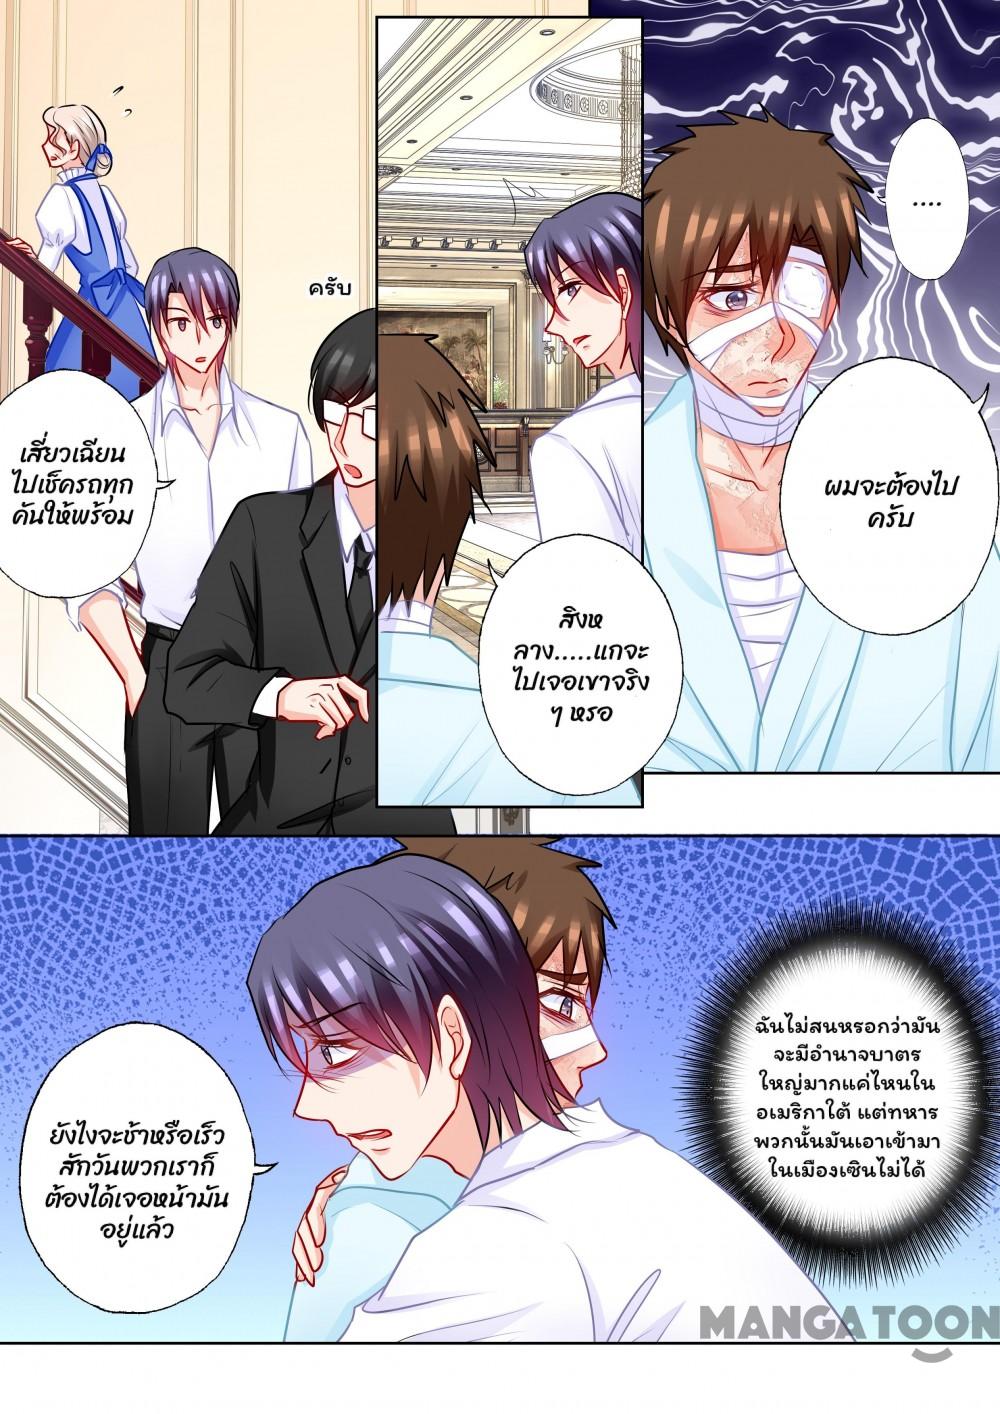 เสี่ยวเฉียน
ไปเช็ครถทุก
คันให้พร้อม
ครับ
สิงห
ลาง.....แกจะ
ไปเจอเขาจริง
ๆ หรอ
....
ผมจะต้องไป
ครับ
ยังไงจะช้าหรือเร็ว
สักวันพวกเราก็
ต้องได้เจอหน้ามัน
อยู่แล้ว
ฉันไม่สนหรอกว่ามัน
จะมีอำนาจบาตร
ใหญ่มากแค่ไหนใน
อเมริกาใต้ แต่ทหาร
พวกนั้นมันเอาเข้ามา
ในเมืองเซินไม่ได้
MANGATOON